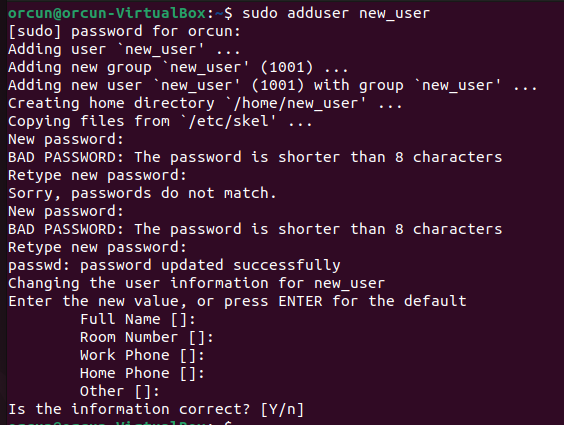 orcun@orcun-VirtualBox:~$ sudo adduser new_user
[sudo] password for orcun:
Adding user `new_user' ...
Adding new group `new_user' (1001) ...
Adding new user `new_user' (1001) with group `new_user' ...
Creating home directory `/home/new_user' ...
Copying files from `/etc/skel' ...
New password:
BAD PASSWORD: The password is shorter than 8 characters
Retype new password:
Sorry, passwords do not match.
New password:
BAD PASSWORD: The password is shorter than 8 characters
Retype new password:
passwd: password updated successfully
Changing the user information for new_user
Enter the new value, or press ENTER for the default
Full Name []:
Room Number []:
Work Phone []:
Home Phone []:
Other []:
Is the information correct? [Y/n]